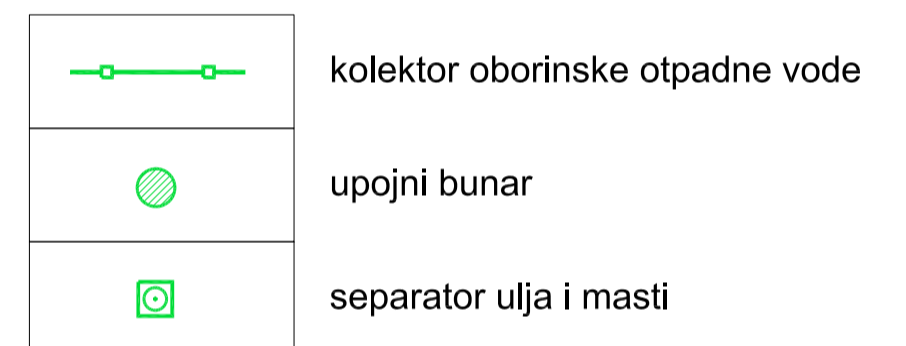 kolektor oborinske otpadne vode
upojni bunar
separator ulja i masti